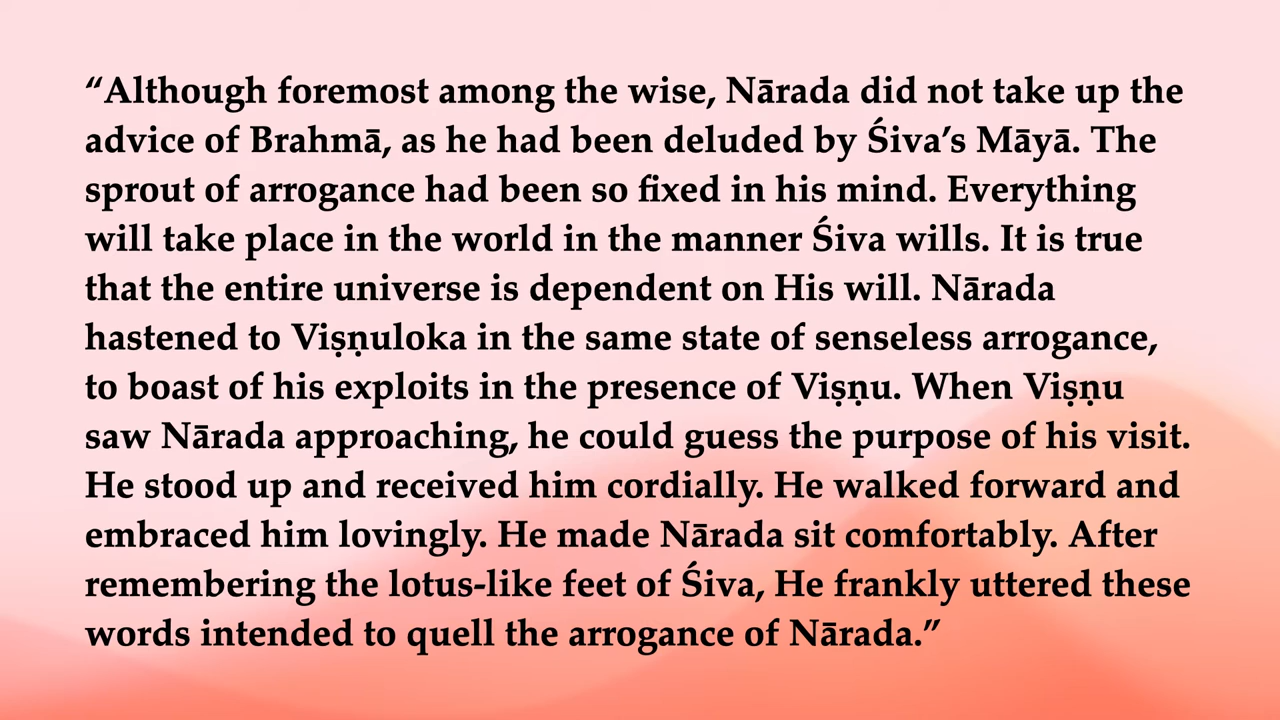 “Although foremost among the wise, Nārada did not take up the
advice of Brahmā, as he had been deluded by Śiva’s Māyā. The
sprout of arrogance had been so fixed in his mind. Everything
will take place in the world in the manner Śiva wills. It is true
that the entire universe is dependent on His will. Nārada
hastened to Viṣṇuloka in the same state of senseless arrogance,
to boast of his exploits in the presence of Viṣṇu. When Viṣṇu
saw Nārada approaching, he could guess the purpose of his visit.
He stood up and received him cordially. He walked forward and
embraced him lovingly. He made Nārada sit comfortably. After
remembering the lotus-like feet of Śiva, He frankly uttered these
words intended to quell the arrogance of Nārada.”